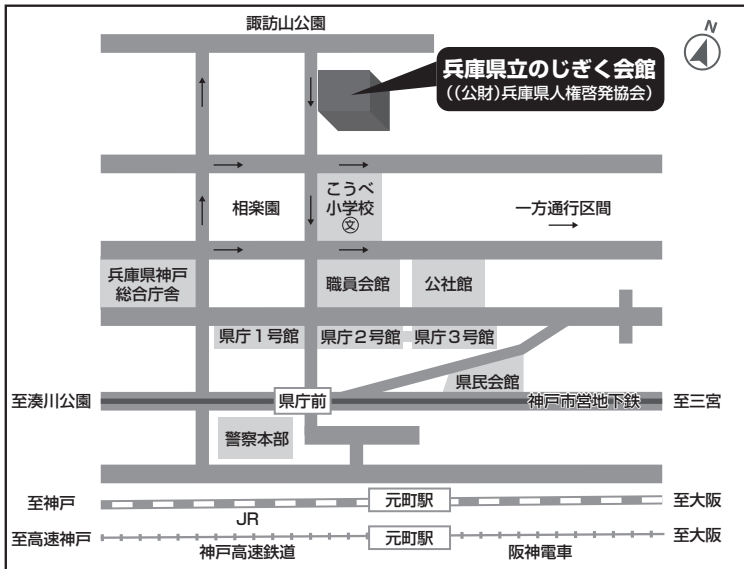 諏訪山公園
N
兵庫県立のじぎく会館
((公財)兵庫県人権啓発協会)
相楽園
こうべ
小学校
文
一方通行区間
兵庫県神戸
総合庁舎
職員会館
公社館
県庁1号館
県庁2号館
県庁3号館
県民会館
至湊川公園
県庁前
神戸市営地下鉄
至三宮
警察本部
至神戸
元町駅
至大阪
JR
至高速神戸
元町駅
至大阪
神戸高速鉄道
阪神電車